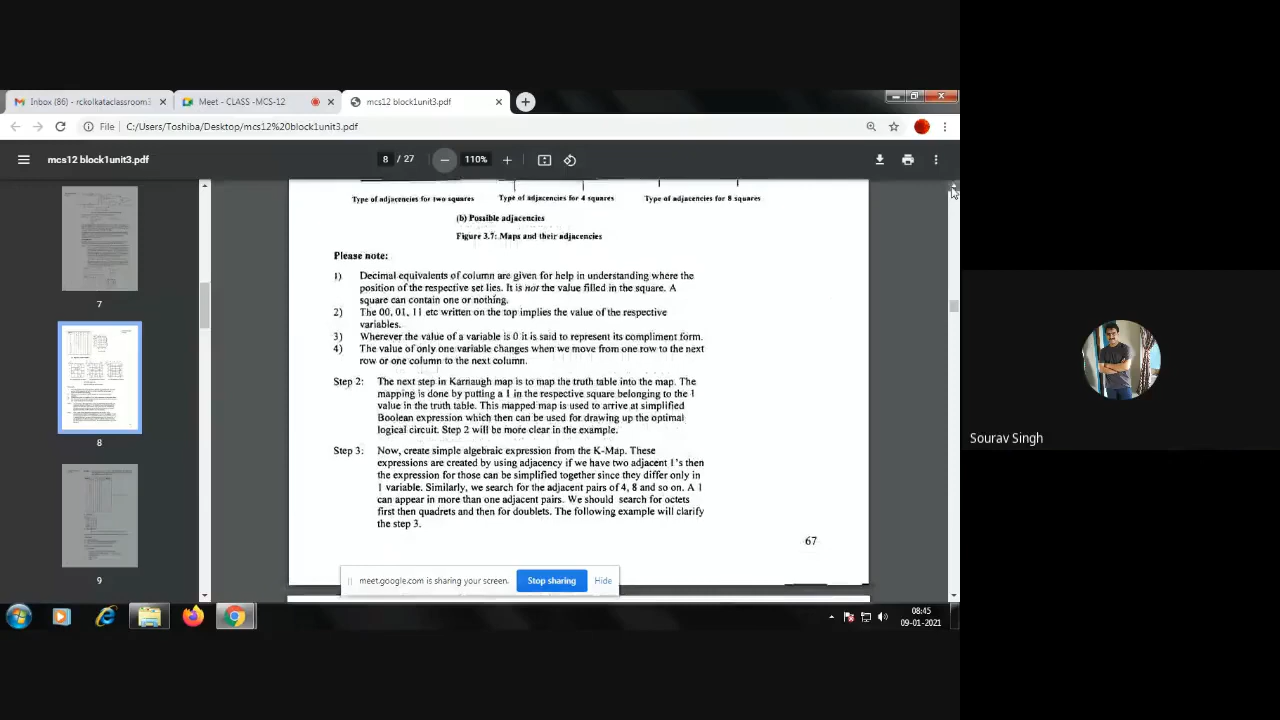 Inbox (86) - rckolkataclassroom
Meet - CLASS -MCS-12
mcs12 block1unit3.pdf
File
C:/Users/Toshiba/Desktop/mcs12%20block1unit3.pdf
mcs12 block1unit3.pdf
8 / 27
110%
7
8
9
Type of adjacencies for two squares
Type of adjacencies for 4 squares
Type of adjacencies for 8 squares
(b) Possible adjacencies
Figure 3.7: Maps and their adjacencies
Please note:
1) Decimal equivalents of column are given for help in understanding where the
position of the respective set lies. It is not the value filled in the square. A
square can contain one or nothing.
2) The 00, 01, 11 etc written on the top implies the value of the respective
variables.
3) Wherever the value of a variable is 0 it is said to represent its compliment form.
4) The value of only one variable changes when we move from one row to the next
row or one column to the next column.
Step 2: The next step in Karnaugh map is to map the truth table into the map. The
mapping is done by putting a 1 in the respective square belonging to the 1
value in the truth table. This mapped map is used to arrive at simplified
Boolean expression which then can be used for drawing up the optimal
logical circuit. Step 2 will be more clear in the example.
Step 3: Now, create simple algebraic expression from the K-Map. These
expressions are created by using adjacency if we have two adjacent 1's then
the expression for those can be simplified together since they differ only in
1 variable. Similarly, we search for the adjacent pairs of 4, 8 and so on. A 1
can appear in more than one adjacent pairs. We should search for octets
first then quadrets and then for doublets. The following example will clarify
the step 3.
67
meet.google.com is sharing your screen.
Stop sharing
Hide
08:45
09-01-2021
Sourav Singh